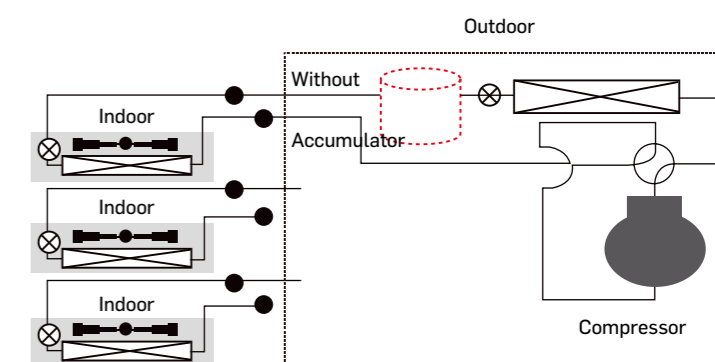 Outdoor
Without
Accumulator
Indoor
Indoor
Indoor
Compressor